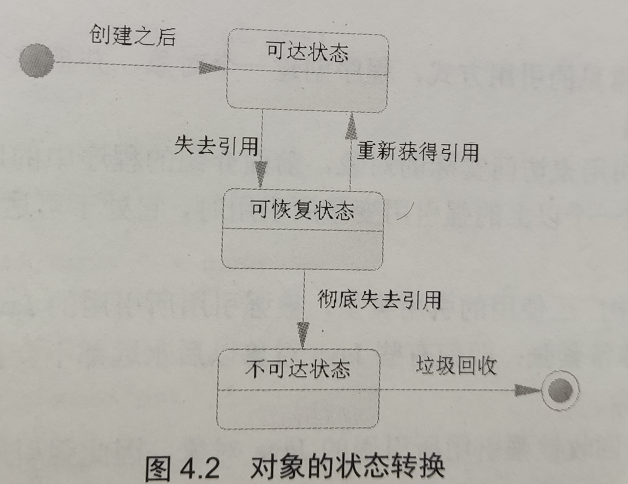 创建之后
可达状态
失去引用
重新获得引用
可恢复状态
彻底失去引用
不可达状态
垃圾回收
图 4.2 对象的状态转换